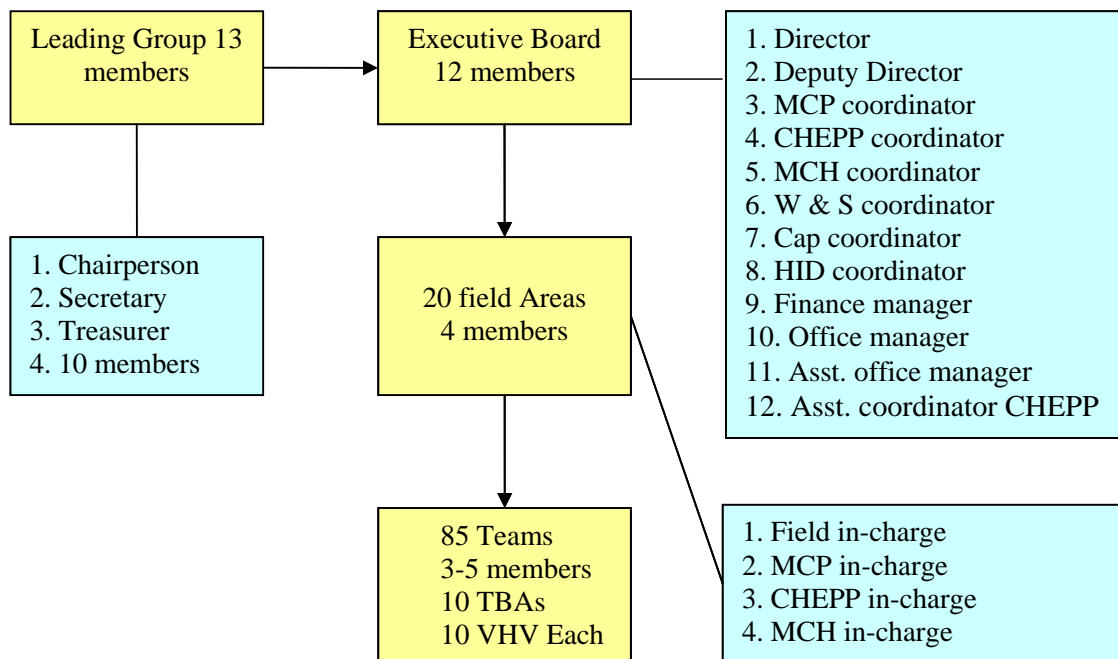 Leading Group 13
members
Executive Board
12 members
1. Director
2. Deputy Director
3. MCP coordinator
4. CHEPP coordinator
5. MCH coordinator
6. W & S coordinator
7. Cap coordinator
8. HID coordinator
9. Finance manager
10. Office manager
11. Asst. office manager
12. Asst. coordinator CHEPP
1. Chairperson
2. Secretary
3. Treasurer
4. 10 members
20 field Areas
4 members
85 Teams
3-5 members
10 TBAs
10 VHV Each
1. Field in-charge
2. MCP in-charge
3. CHEPP in-charge
4. MCH in-charge